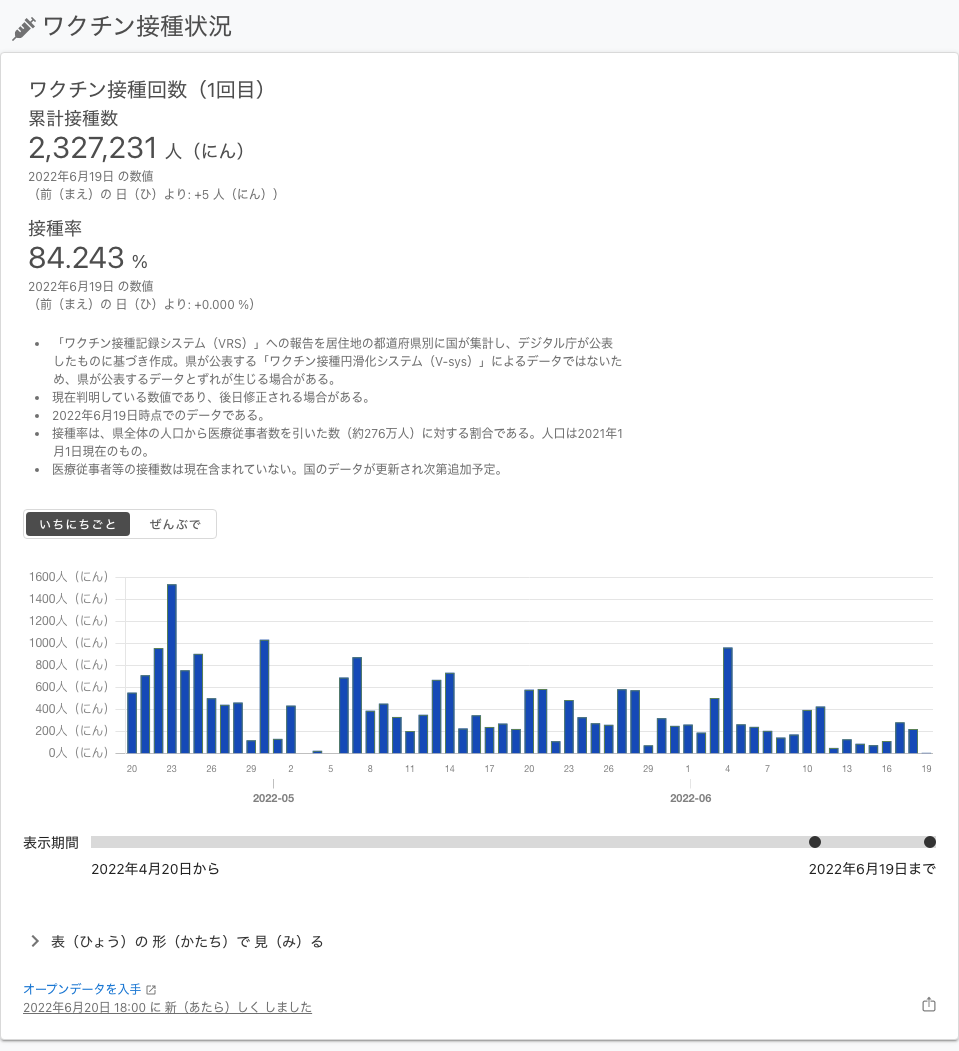 ワクチン接種状況
ワクチン接種回数（1回目）
累計接種数
2,327,231 人（にん）
2022年6月19日 の数値
（前（まえ）の 日（ひ）より: +5 人（にん））
接種率
84.243 %
2022年6月19日 の数値
（前（まえ）の 日（ひ）より: +0.000 %）
「ワクチン接種記録システム（VRS）」への報告を居住地の都道府県別に国が集計し、デジタル庁が公表
したものに基づき作成。県が公表する「ワクチン接種円滑化システム（V-sys）」によるデータではないた
め、県が公表するデータとずれが生じる場合がある。
現在判明している数値であり、後日修正される場合がある。
2022年6月19日時点でのデータである。
接種率は、県全体の人口から医療従事者数を引いた数（約276万人）に対する割合である。人口は2021年1
月1日現在のもの。
医療従事者等の接種数は現在含まれていない。国のデータが更新され次第追加予定。
いちにちごと ぜんぶで
1600人（にん）
1400人（にん）
1200人（にん）
1000人（にん）
800人（にん）
600人（にん）
400人（にん）
200人（にん）
0人（にん）
20 23 26 29 2 5 8 11 14 17 20 23 26 29 1 4 7 10 13 16 19
2022-05 2022-06
表示期間
2022年4月20日から 2022年6月19日まで
表（ひょう）の 形（かたち）で 見（み）る
オープンデータを入手
2022年6月20日 18:00 に 新（あたら）しく しました